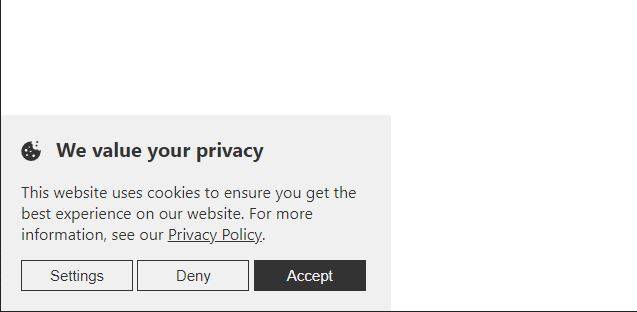 We value your privacy
This website uses cookies to ensure you get the
best experience on our website. For more
information, see our Privacy Policy.
Settings Deny Accept